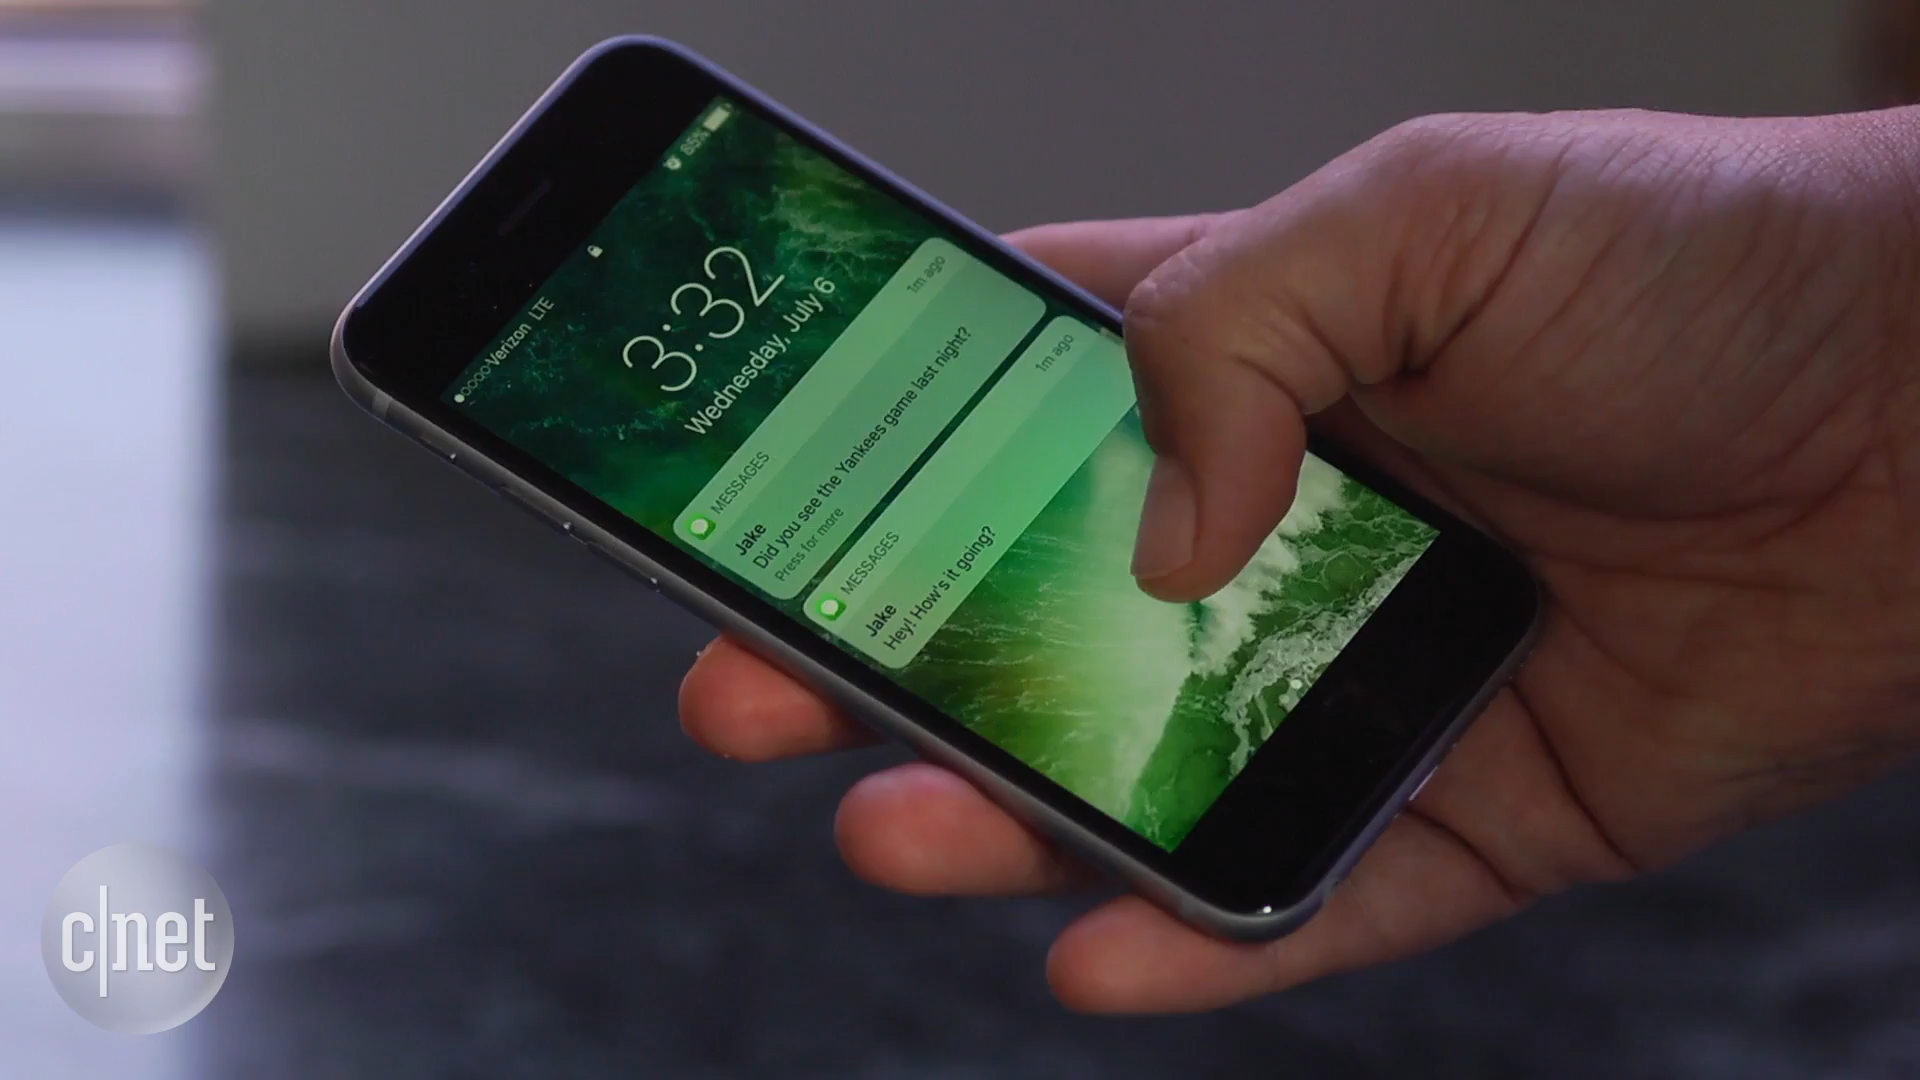 Verizon LTE
85%
3:32
Wednesday, July 6
MESSAGES 1m ago
Jake
Did you see the Yankees game last night?
Press for more
MESSAGES 1m ago
Jake
Hey! How's it going?
c|net